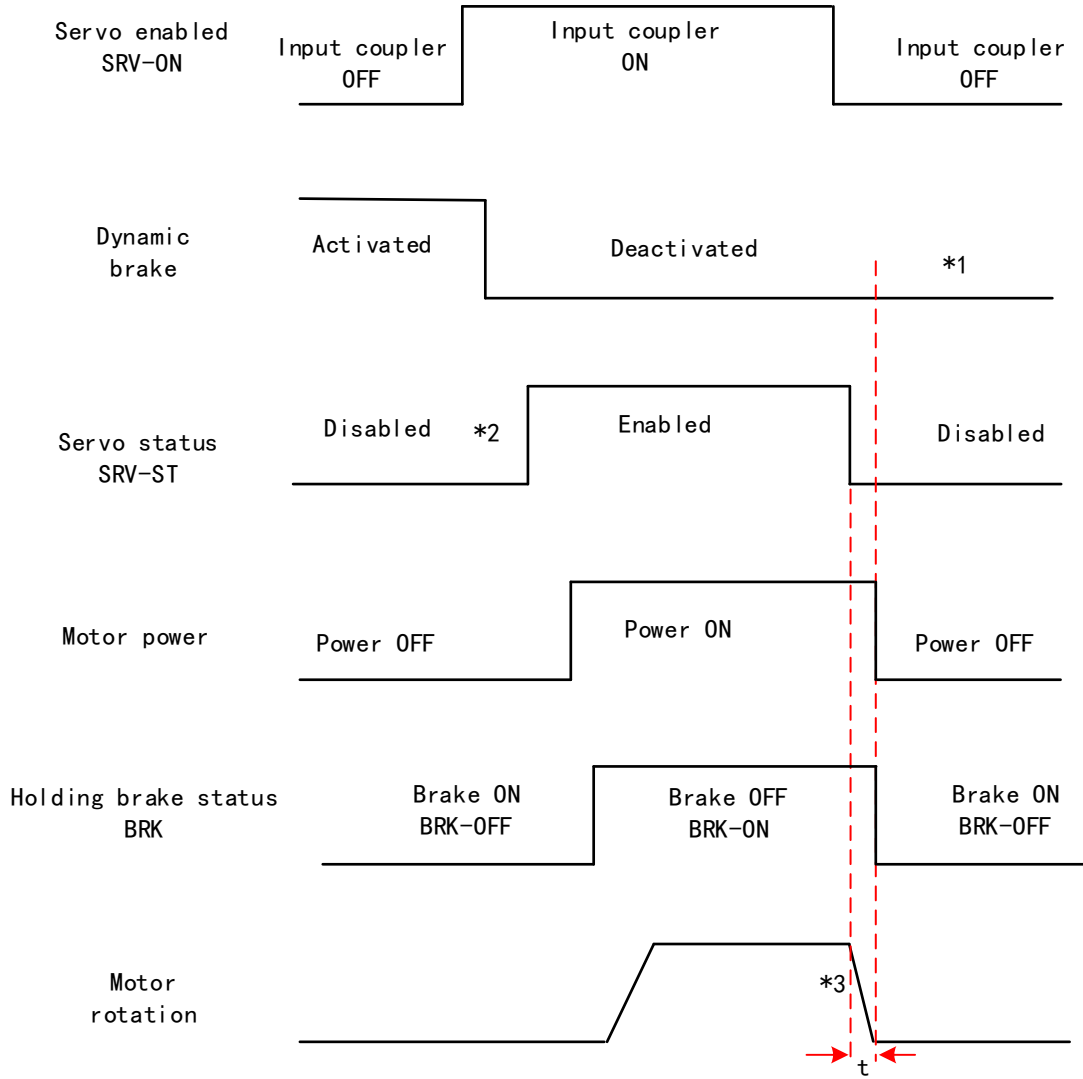 Servo enabled
SRV-ON
Input coupler
OFF
Input coupler
ON
Input coupler
OFF
Dynamic
brake
Activated
Deactivated
*1
Servo status
SRV-ST
Disabled
*2
Enabled
Disabled
Motor power
Power OFF
Power ON
Power OFF
Holding brake status
BRK
Brake ON
BRK-OFF
Brake OFF
BRK-ON
Brake ON
BRK-OFF
Motor
rotation
*3
t